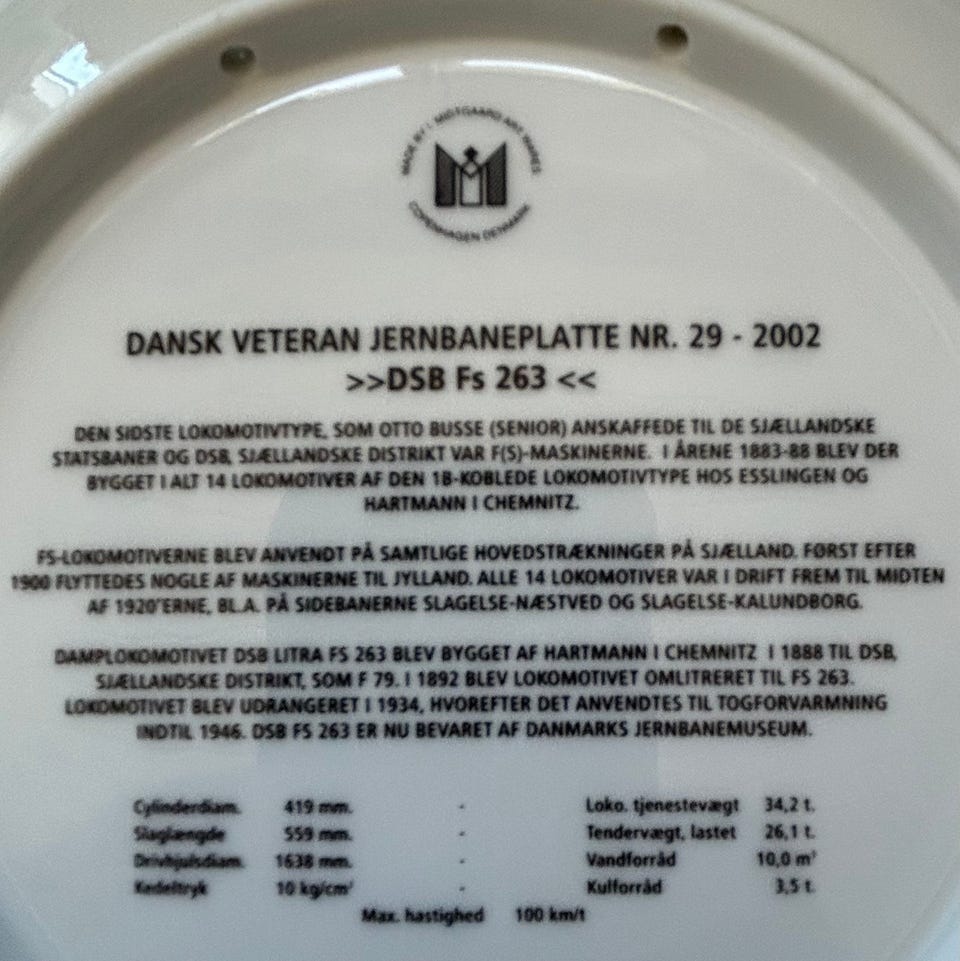 MADE BY - MIDTGAARD ART WARES
COPENHAGEN DENMARK
DANSK VETERAN JERNBANEPLATTE NR. 29 - 2002
>>DSB Fs 263 <<
DEN SIDSTE LOKOMOTIVTYPE, SOM OTTO BUSSE (SENIOR) ANSKAFFEDE TIL DE SJÆLLANDSKE
STATSBANER OG DSB, SJÆLLANDSKE DISTRIKT VAR F(S)-MASKINERNE. I ÅRENE 1883-88 BLEV DER
BYGGET I ALT 14 LOKOMOTIVER AF DEN 1B-KOBLEDE LOKOMOTIVTYPE HOS ESSLINGEN OG
HARTMANN I CHEMNITZ.
FS-LOKOMOTIVERNE BLEV ANVENDT PÅ SAMTLIGE HOVEDSTRÆKNINGER PÅ SJÆLLAND. FØRST EFTER
1900 FLYTTEDES NOGLE AF MASKINERNE TIL JYLLAND. ALLE 14 LOKOMOTIVER VAR I DRIFT FREM TIL MIDTEN
AF 1920'ERNE, BL.A. PÅ SIDEBANERNE SLAGELSE-NÆSTVED OG SLAGELSE-KALUNDBORG.
DAMPLOKOMOTIVET DSB LITRA FS 263 BLEV BYGGET AF HARTMANN I CHEMNITZ I 1888 TIL DSB,
SJÆLLANDSKE DISTRIKT, SOM F 79. I 1892 BLEV LOKOMOTIVET OMLITRERET TIL FS 263.
LOKOMOTIVET BLEV UDRANGERET I 1934, HVOREFTER DET ANVENDTES TIL TOGFORVARMNING
INDTIL 1946. DSB FS 263 ER NU BEVARET AF DANMARKS JERNBANEMUSEUM.
Cylinderdiam. 419 mm. - Loko. tjenestevægt 34,2 t.
Slaglængde 559 mm. - Tendervægt, lastet 26,1 t.
Drivhjulsdiam. 1638 mm. - Vandforråd 10,0 m³
Kedeltryk 10 kg/cm² - Kulforråd 3,5 t.
Max. hastighed 100 km/t